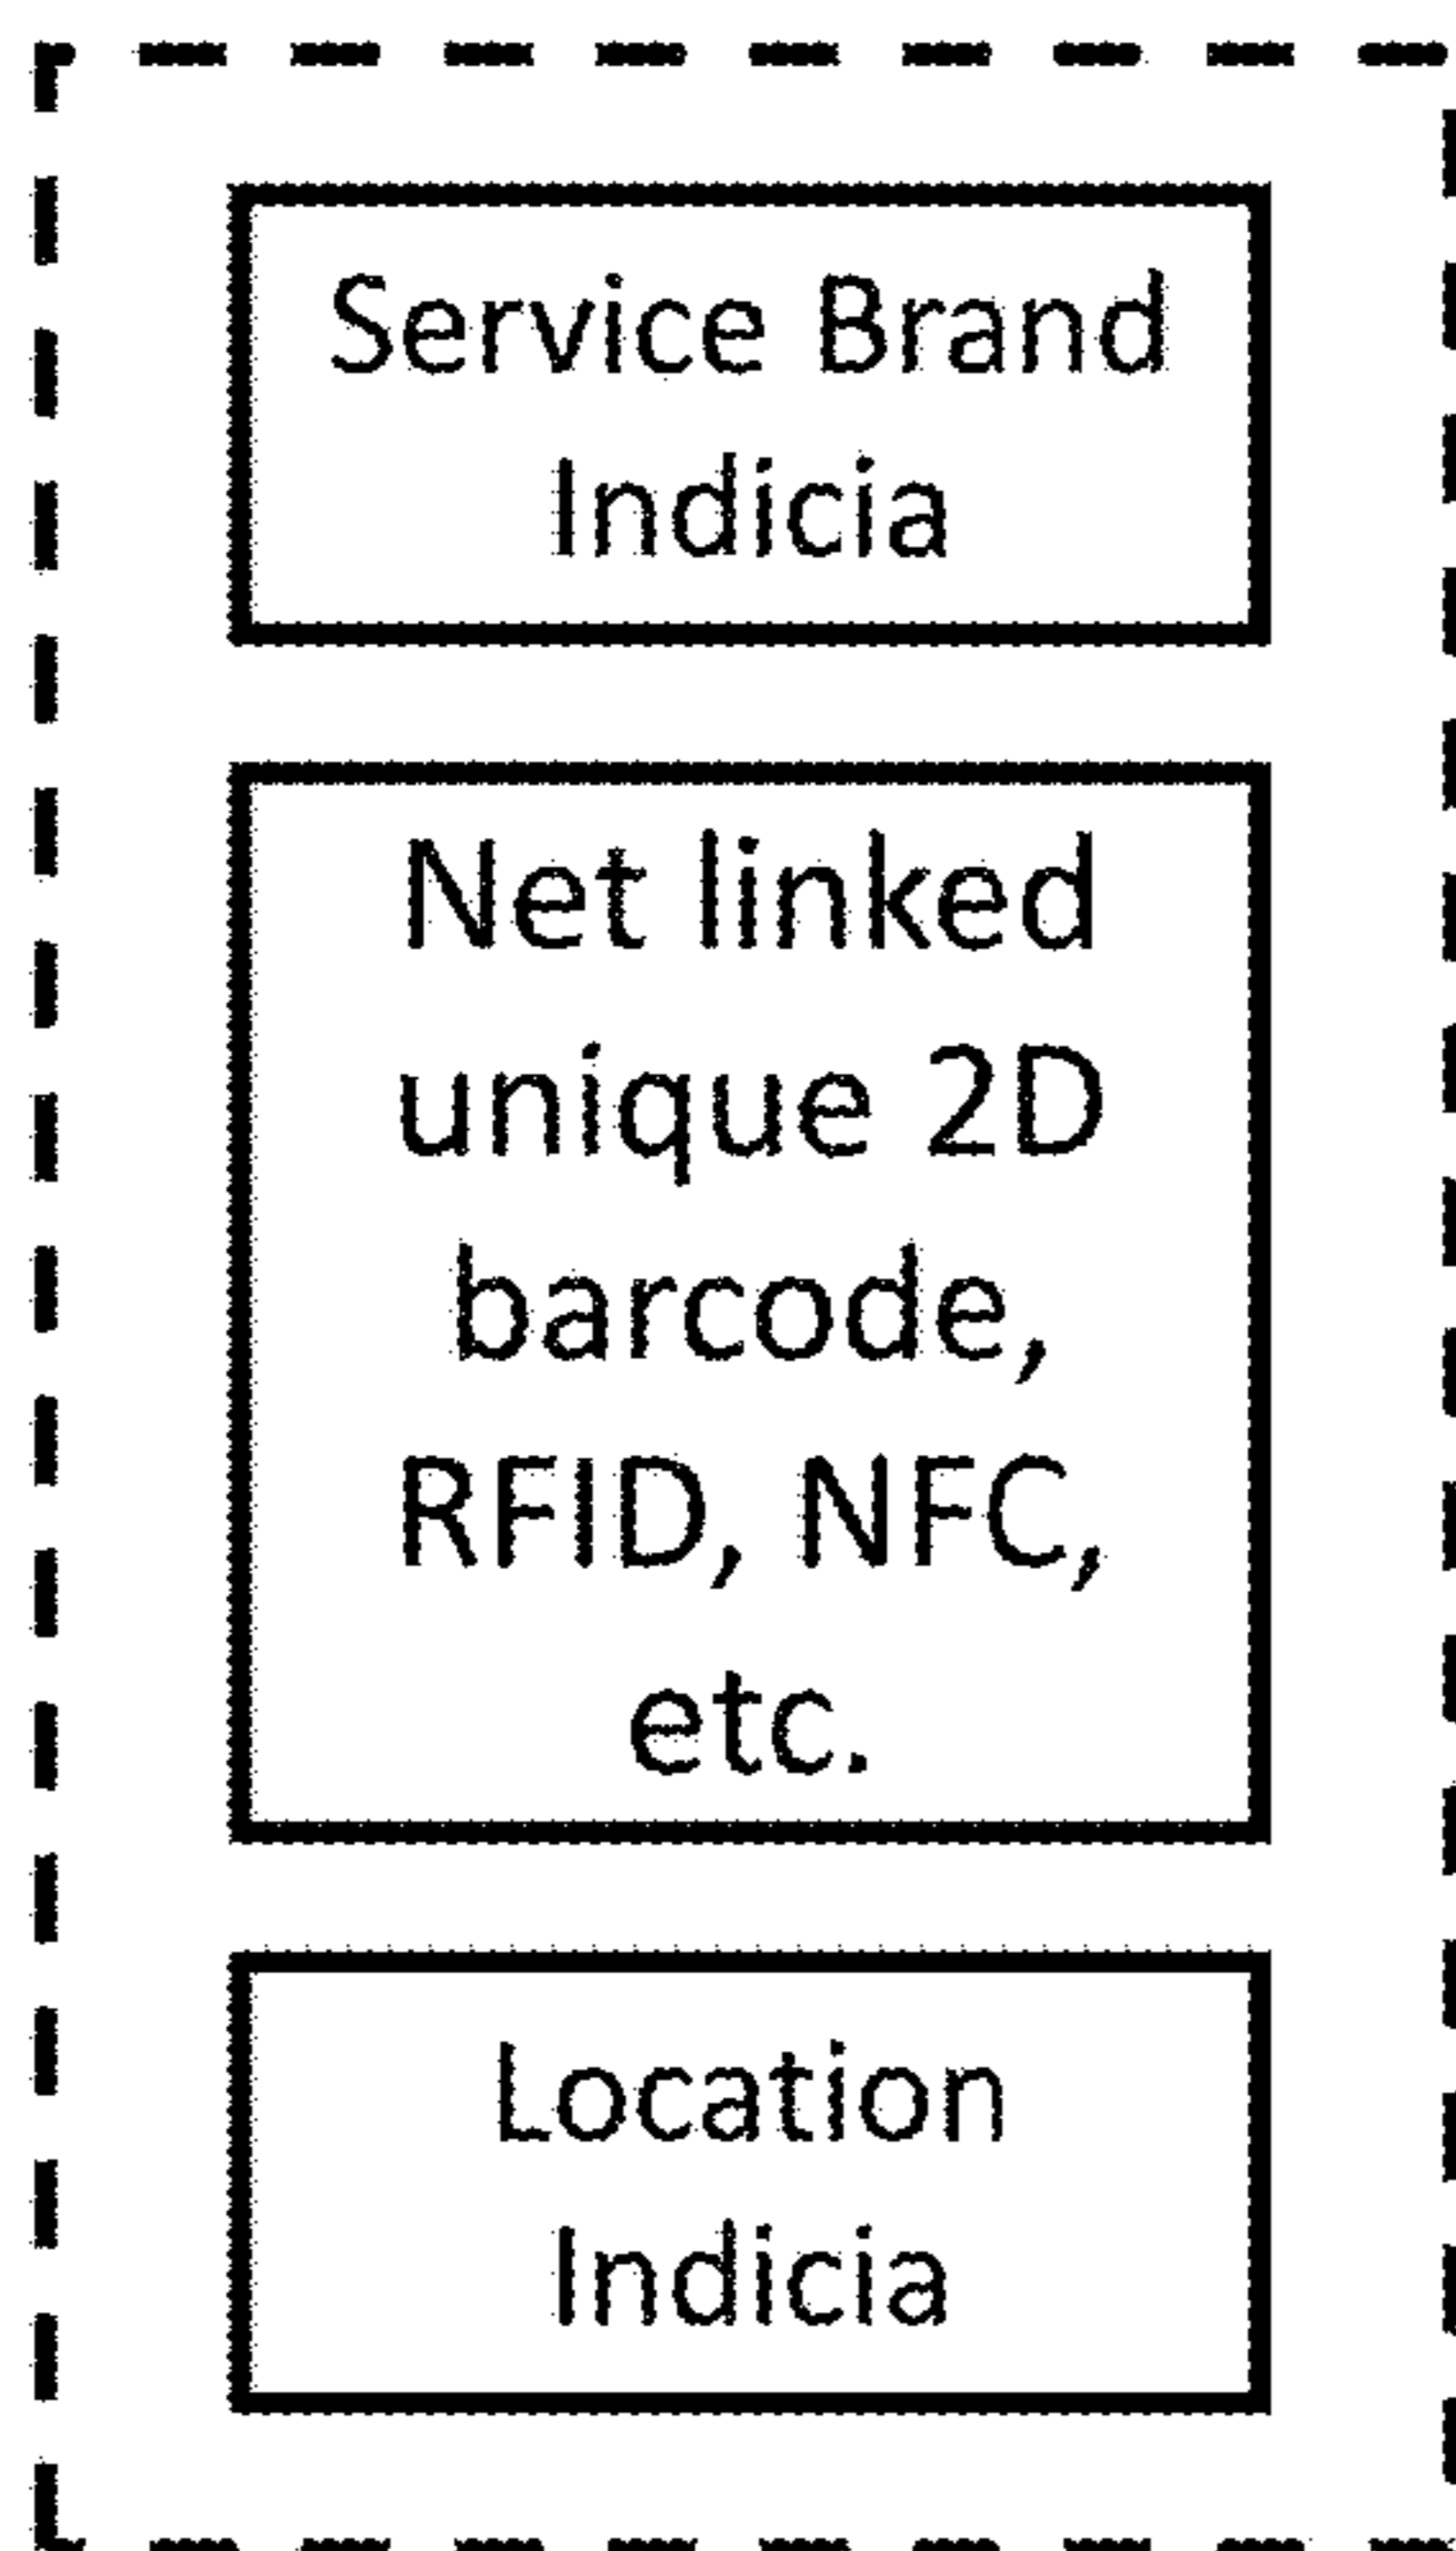 Service Brand
Indicia
Net linked
unique 2D
barcode,
RFID, NFC,
etc.
Location
Indicia